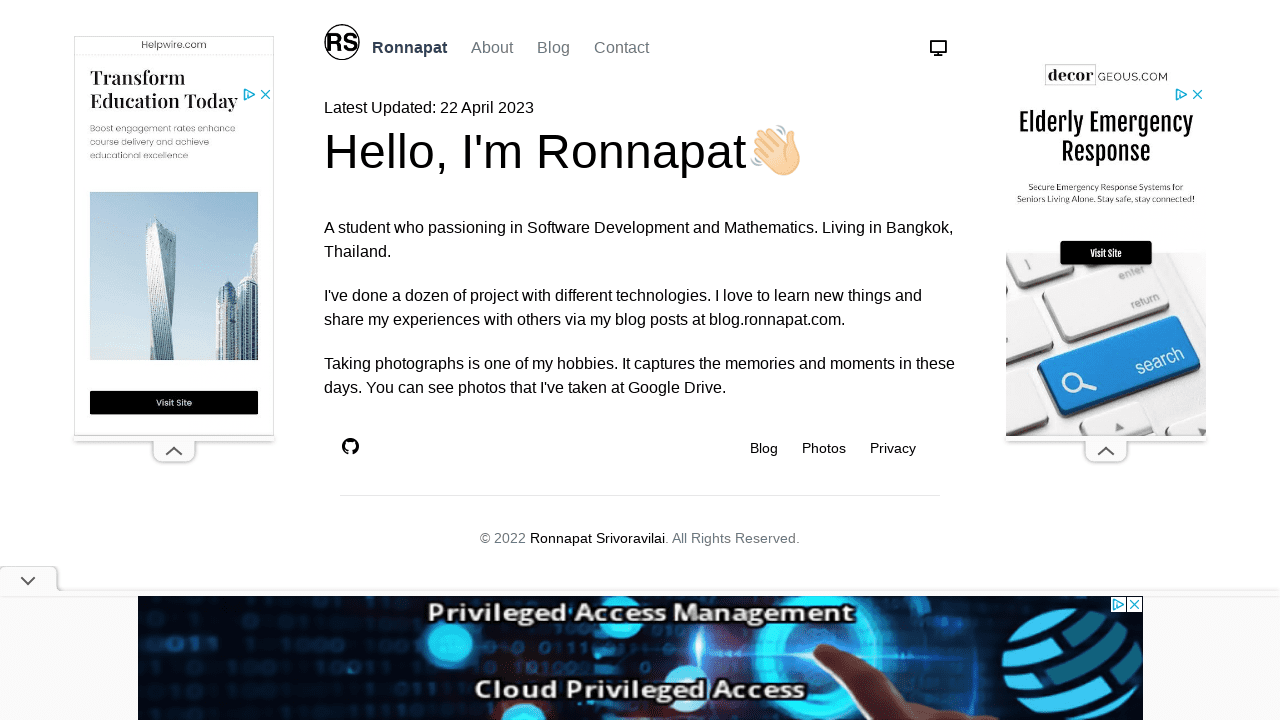 RS
Ronnapat
About
Blog
Contact
Helpwire.com
Transform
Education Today
Boost engagement rates enhance
course delivery and achieve
educational excellence
Visit Site
Latest Updated: 22 April 2023
Hello, I'm Ronnapat
A student who passioning in Software Development and Mathematics. Living in Bangkok,
Thailand.
I've done a dozen of project with different technologies. I love to learn new things and
share my experiences with others via my blog posts at blog.ronnapat.com.
Taking photographs is one of my hobbies. It captures the memories and moments in these
days. You can see photos that I've taken at Google Drive.
Blog
Photos
Privacy
© 2022 Ronnapat Srivoravilai. All Rights Reserved.
decorGEOUS.COM
Elderly Emergency
Response
Secure Emergency Response Systems for
Seniors Living Alone. Stay safe, stay connected!
Visit Site
enter
return
search
Privileged Access Management
Cloud Privileged Access